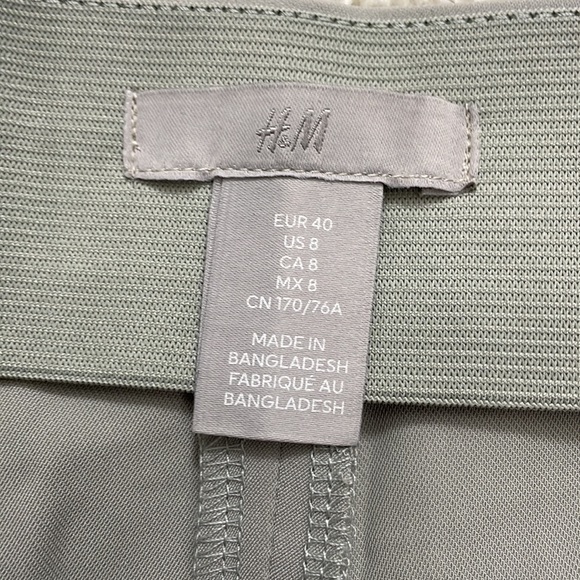 H&M
EUR 40
US 8
CA 8
MX 8
CN 170/76A
MADE IN
BANGLADESH
FABRIQUÉ AU
BANGLADESH